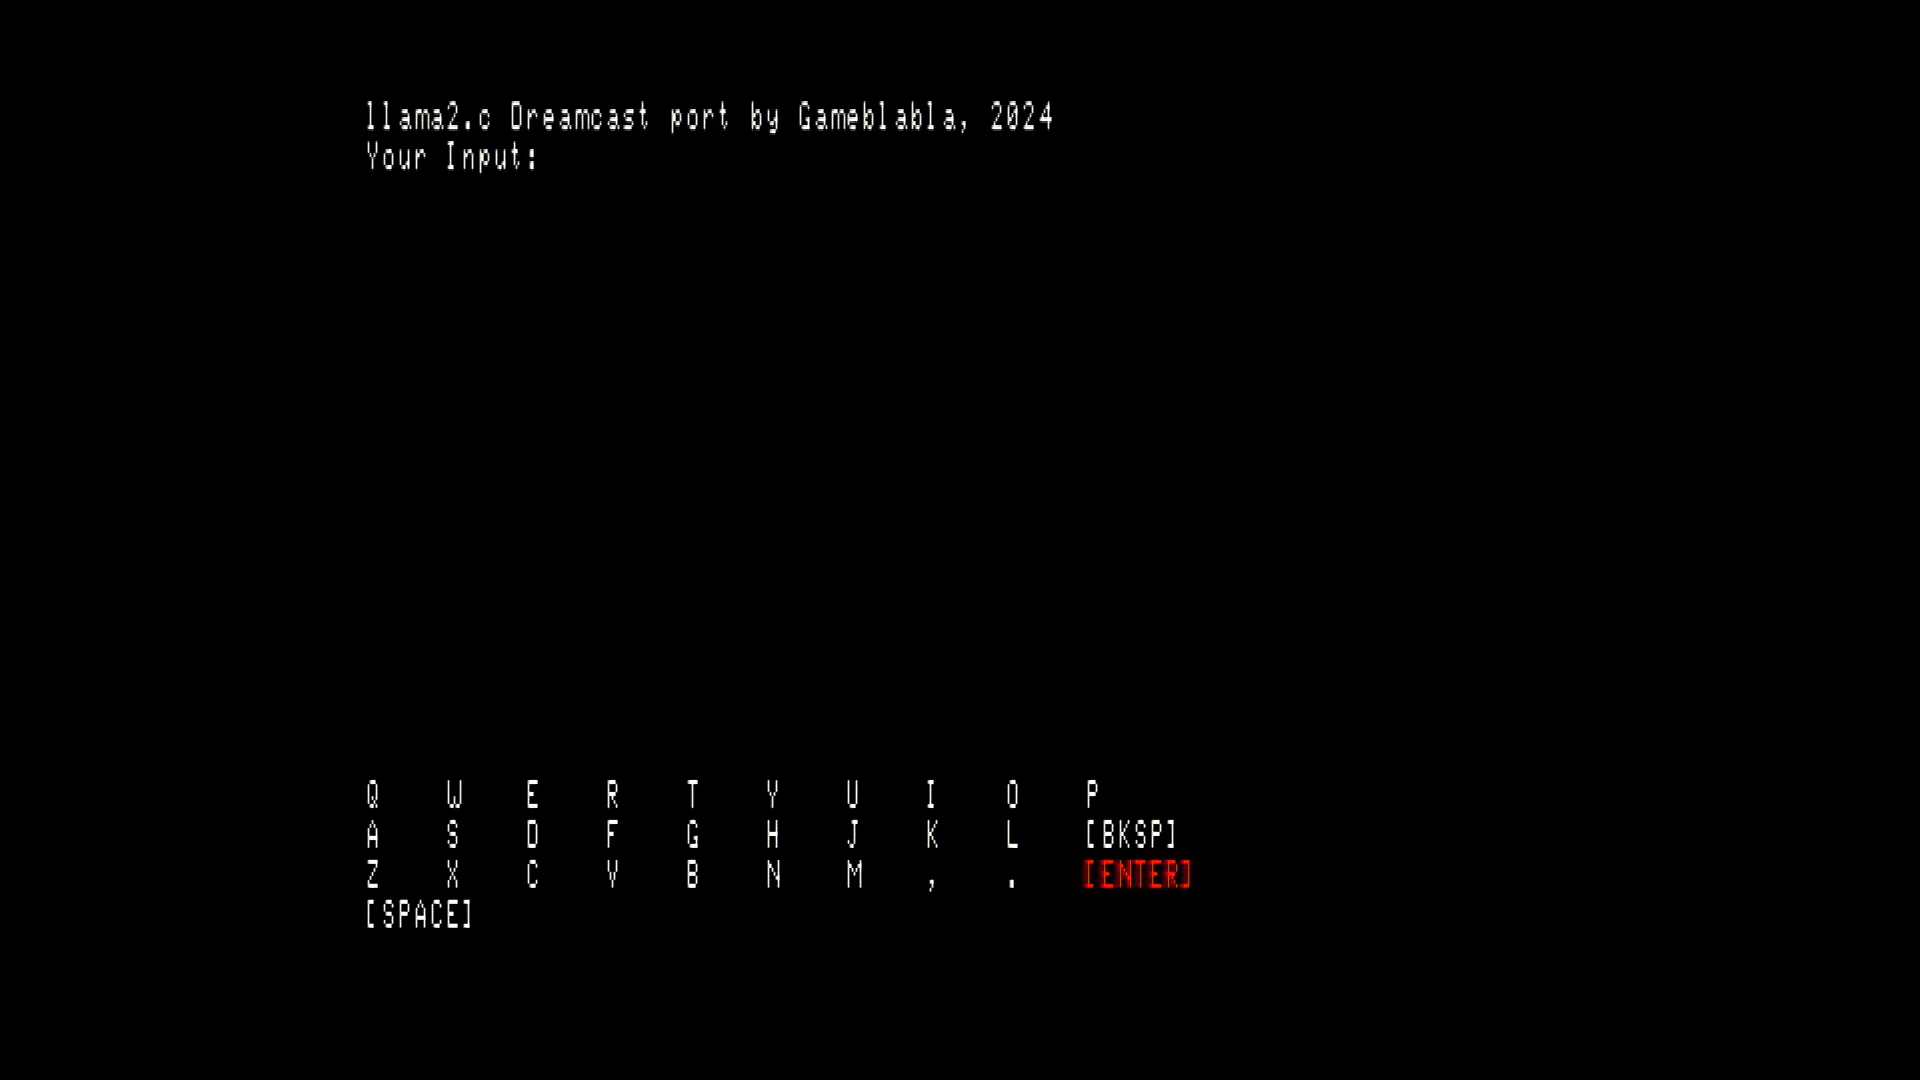 llama2.c Dreamcast port by Gameblabla, 2024
Your Input:
Q W E R T Y U I O P
A S D F G H J K L [BKSP]
Z X C V B N M , . [ENTER]
[SPACE]